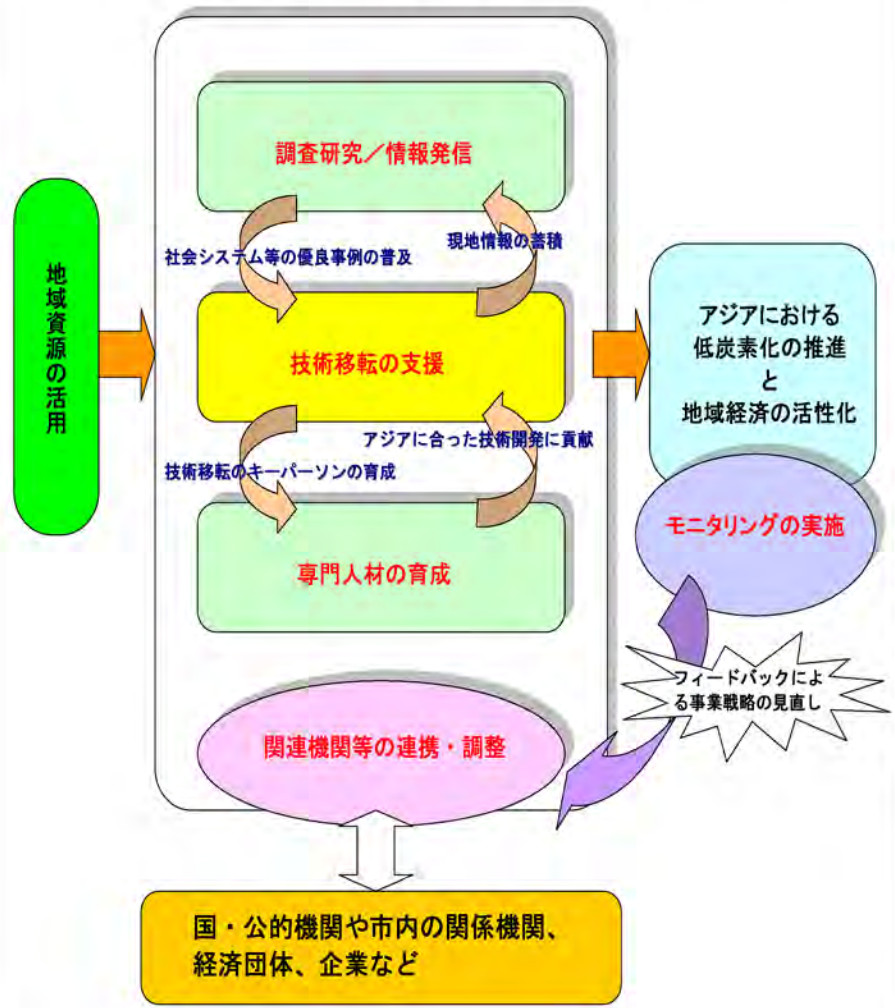 調査研究／情報発信
社会システム等の優良事例の普及
現地情報の蓄積
地域資源の活用
技術移転の支援
アジアにおける
低炭素化の推進
と
地域経済の活性化
アジアに合った技術開発に貢献
技術移転のキーパーソンの育成
専門人材の育成
モニタリングの実施
フィードバックによ
る事業戦略の見直し
関連機関等の連携・調整
国・公的機関や市内の関係機関、
経済団体、企業など